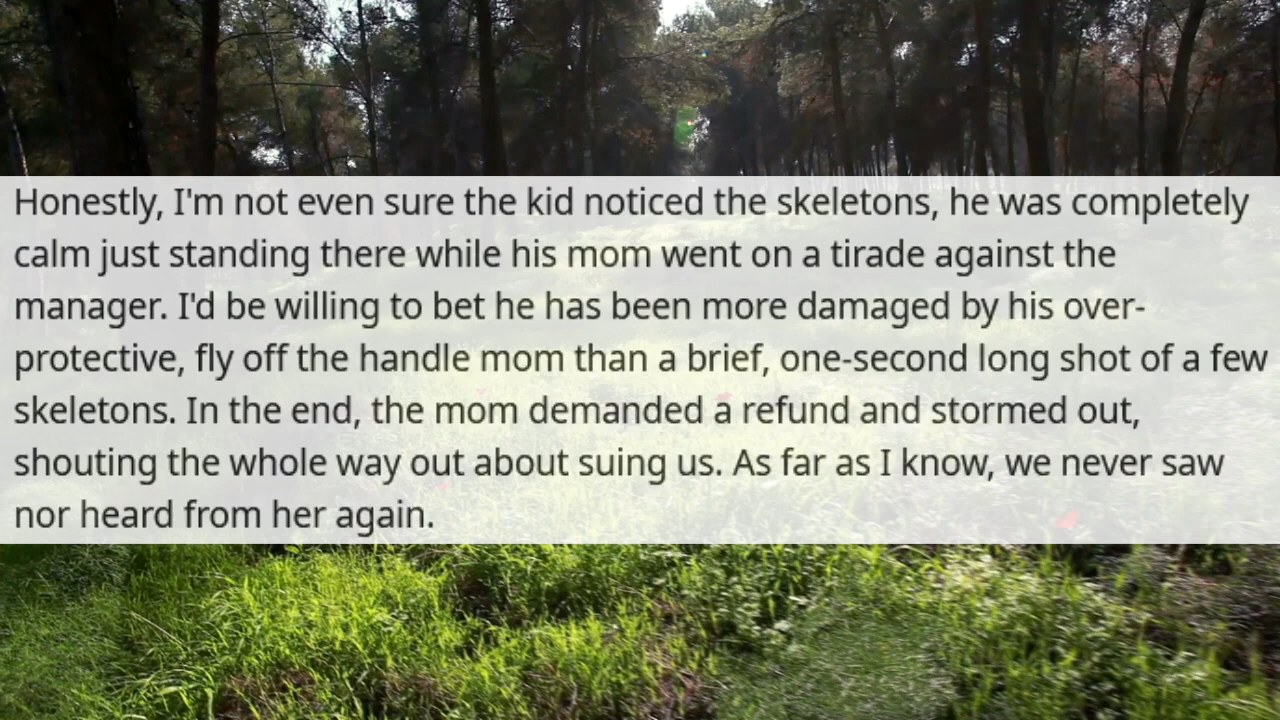 Honestly, I'm not even sure the kid noticed the skeletons, he was completely
calm just standing there while his mom went on a tirade against the
manager. I'd be willing to bet he has been more damaged by his over-
protective, fly off the handle mom than a brief, one-second long shot of a few
skeletons. In the end, the mom demanded a refund and stormed out,
shouting the whole way out about suing us. As far as I know, we never saw
nor heard from her again.